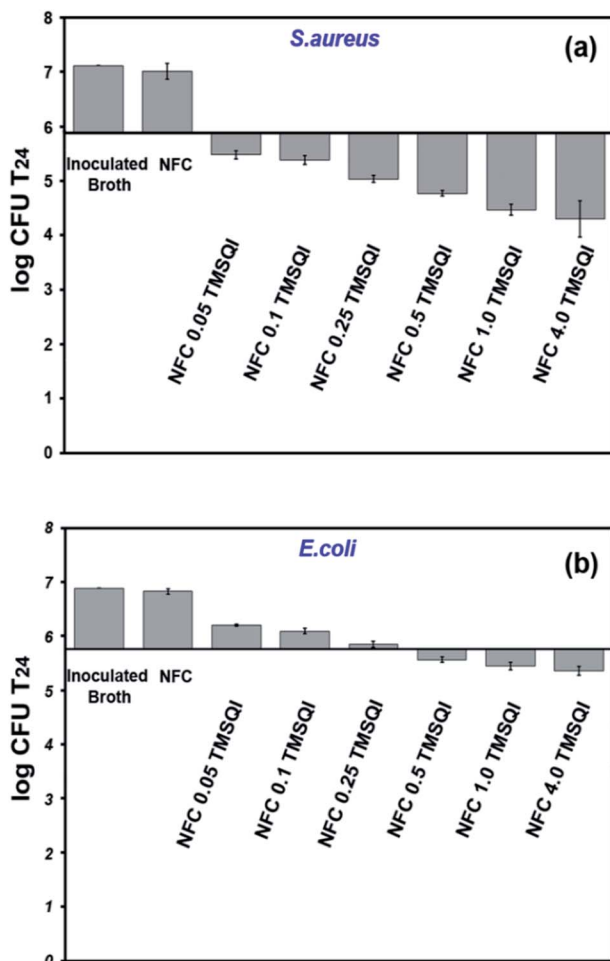 8
S.aureus
(a)
7
6
Inoculated
Broth
NFC
5
4
3
2
1
0
log CFU T24
NFC 0.05 TMSQI
NFC 0.1 TMSQI
NFC 0.25 TMSQI
NFC 0.5 TMSQI
NFC 1.0 TMSQI
NFC 4.0 TMSQI
8
E.coli
(b)
7
6
Inoculated
Broth
NFC
5
4
3
2
1
0
log CFU T24
NFC 0.05 TMSQI
NFC 0.1 TMSQI
NFC 0.25 TMSQI
NFC 0.5 TMSQI
NFC 1.0 TMSQI
NFC 4.0 TMSQI